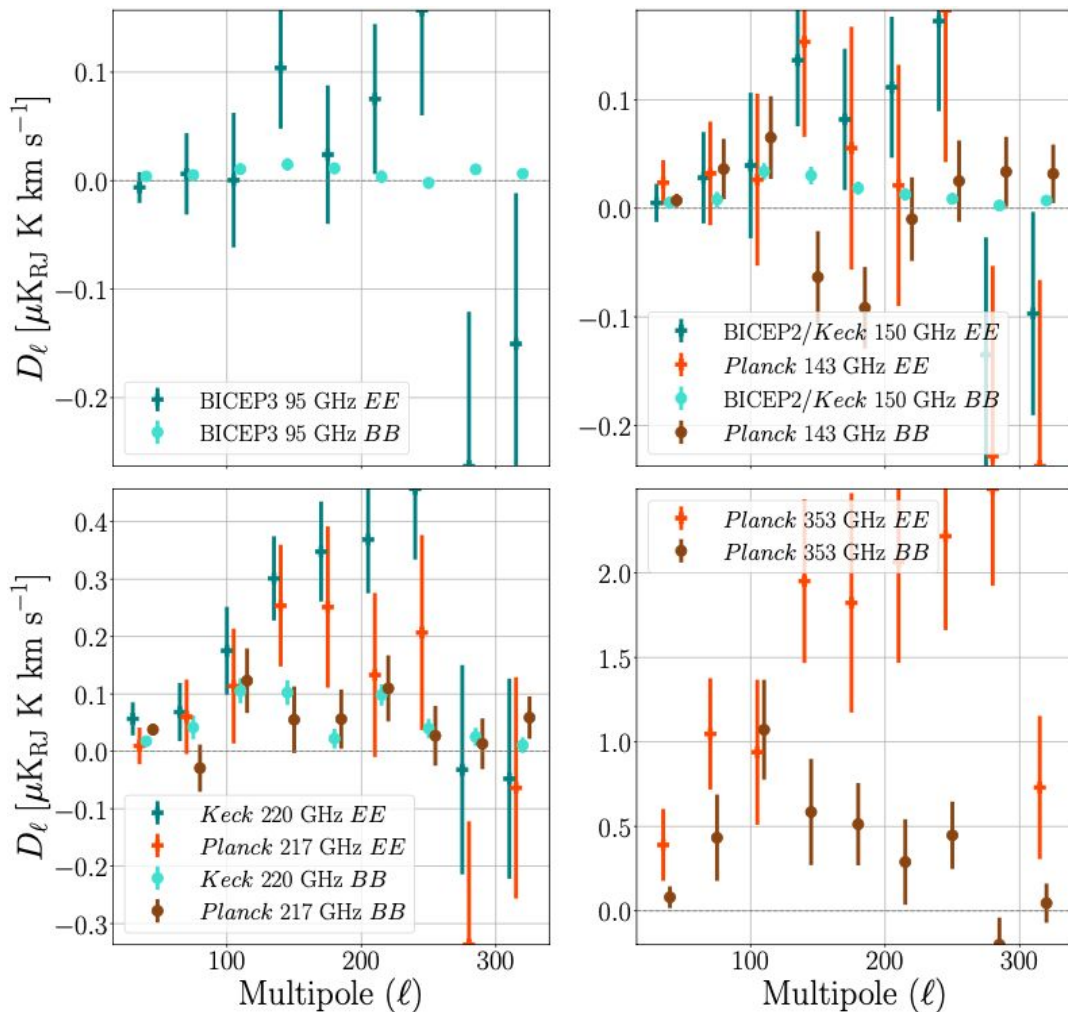 0.1
0.0
−0.1
−0.2
D_ℓ [μK_RJ K km s⁻¹]
BICEP3 95 GHz EE
BICEP3 95 GHz BB
0.1
0.0
−0.1
−0.2
BICEP2/Keck 150 GHz EE
Planck 143 GHz EE
BICEP2/Keck 150 GHz BB
Planck 143 GHz BB
0.4
0.3
0.2
0.1
0.0
−0.1
−0.2
−0.3
D_ℓ [μK_RJ K km s⁻¹]
Keck 220 GHz EE
Planck 217 GHz EE
Keck 220 GHz BB
Planck 217 GHz BB
100 200 300
Multipole (ℓ)
2.0
1.5
1.0
0.5
0.0
Planck 353 GHz EE
Planck 353 GHz BB
100 200 300
Multipole (ℓ)